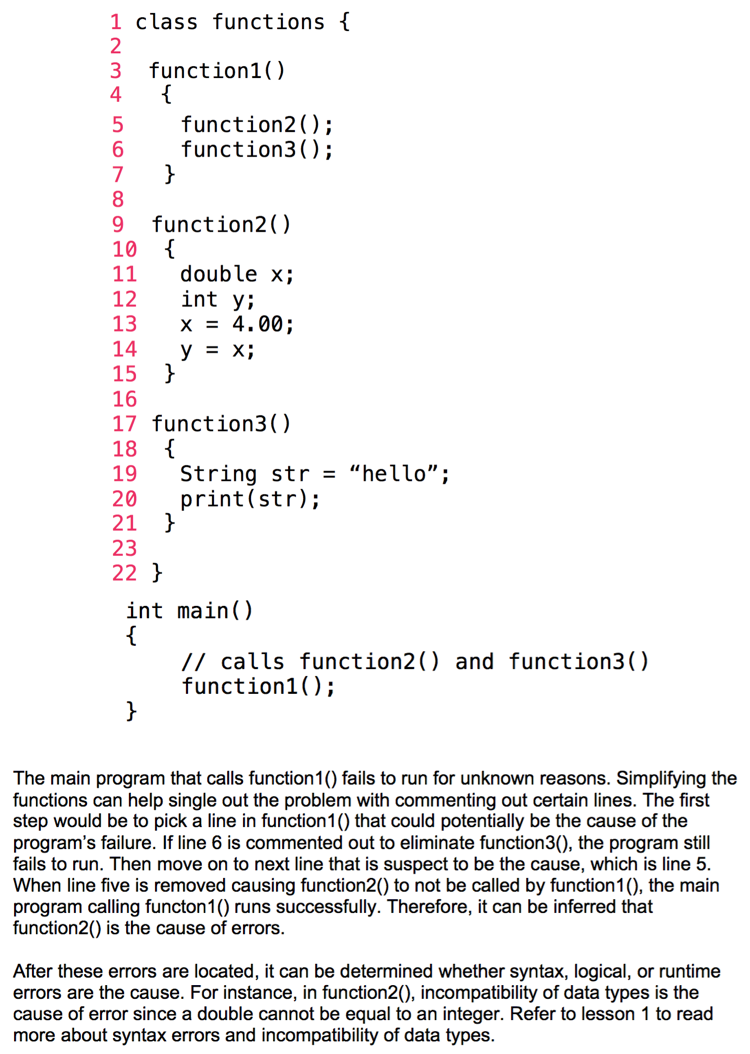 1 class functions {
2
3 function1()
4 {
5 function2();
6 function3();
7 }
8
9 function2()
10 {
11 double x;
12 int y;
13 x = 4.00;
14 y = x;
15 }
16
17 function3()
18 {
19 String str = “hello”;
20 print(str);
21 }
23
22 }
int main()
{
// calls function2() and function3()
function1();
}
The main program that calls function1() fails to run for unknown reasons. Simplifying the
functions can help single out the problem with commenting out certain lines. The first
step would be to pick a line in function1() that could potentially be the cause of the
program’s failure. If line 6 is commented out to eliminate function3(), the program still
fails to run. Then move on to next line that is suspect to be the cause, which is line 5.
When line five is removed causing function2() to not be called by function1(), the main
program calling functon1() runs successfully. Therefore, it can be inferred that
function2() is the cause of errors.
After these errors are located, it can be determined whether syntax, logical, or runtime
errors are the cause. For instance, in function2(), incompatibility of data types is the
cause of error since a double cannot be equal to an integer. Refer to lesson 1 to read
more about syntax errors and incompatibility of data types.